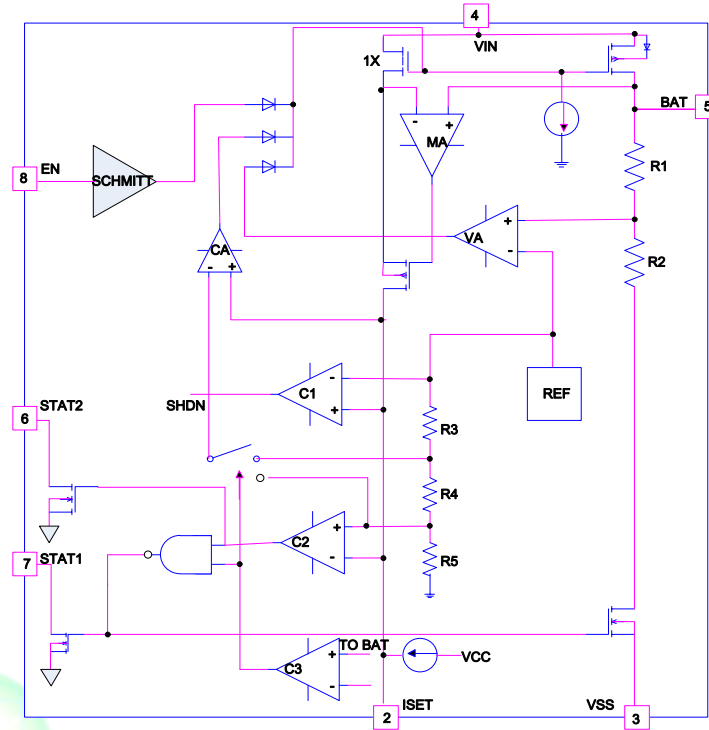 4
VIN
1X
BAT
5
- +
MA
8
EN
SCHMITT
R1
CA
- +
VA
+
-
R2
-
C1
+
SHDN
REF
R3
6
STAT2
R4
+
C2
-
R5
7
STAT1
TO BAT
+
C3
-
VCC
2
ISET
VSS
3